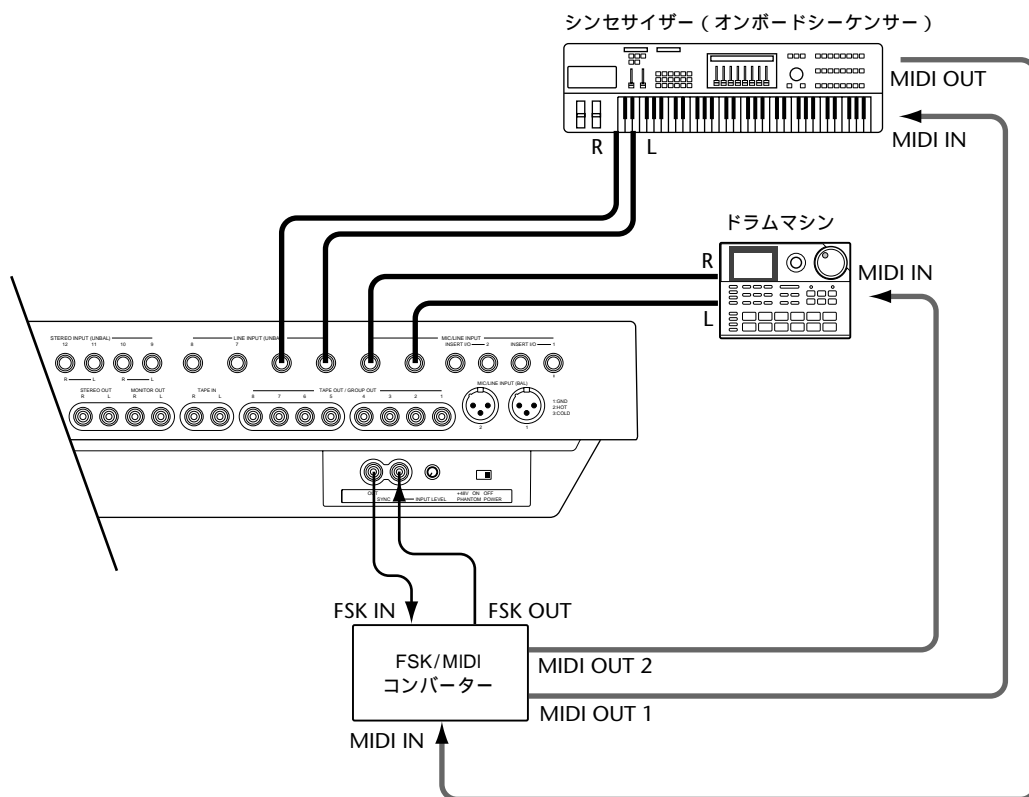 シンセサイザー（オンボードシーケンサー）
MIDI OUT
MIDI IN
R L
ドラムマシン
R
MIDI IN
L
STEREO INPUT (UNBAL) LINE INPUT (UNBAL MIC/LINE INPUT
12 11 10 9 8 7 INSERT I/O 2 INSERT I/O 1
R L R L
STEREO OUT MONITOR OUT TAPE IN TAPE OUT / GROUP OUT MIC/LINE INPUT (BAL)
R L R L R L 8 7 6 5 4 3 2 1
1:GND
2:HOT
3:COLD
2 1
OUT SYNC INPUT LEVEL
+48V ON OFF
PHANTOM POWER
FSK IN FSK OUT
FSK/MIDI
コンバーター
MIDI OUT 2
MIDI OUT 1
MIDI IN